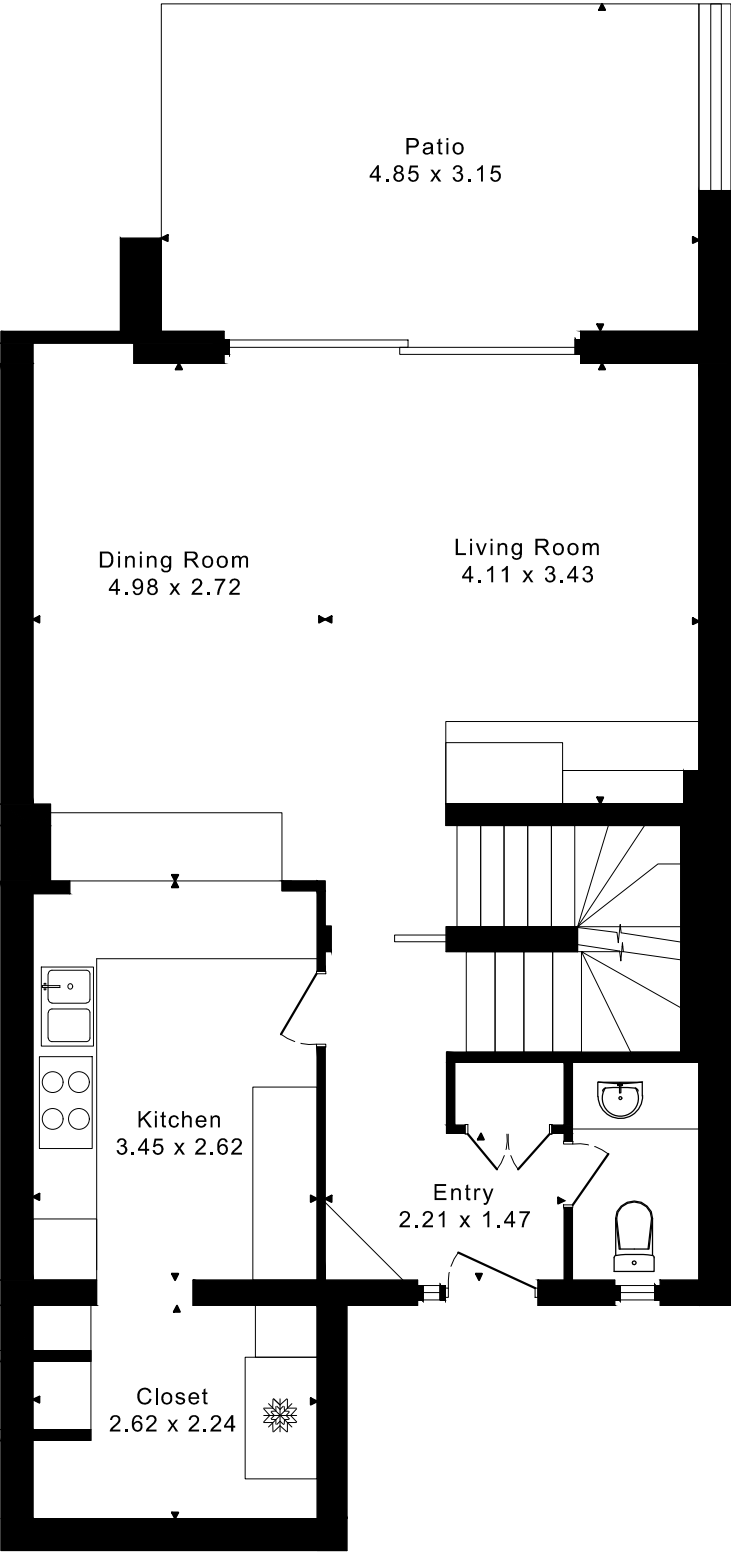 Patio
4.85 x 3.15
Dining Room
4.98 x 2.72
Living Room
4.11 x 3.43
Kitchen
3.45 x 2.62
Entry
2.21 x 1.47
Closet
2.62 x 2.24